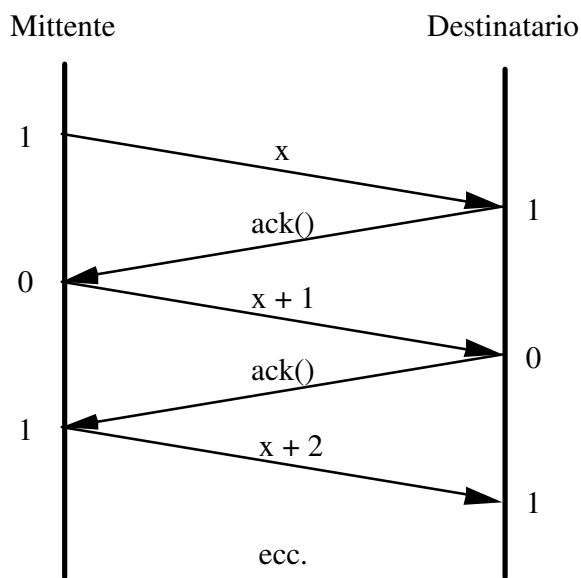 Mittente Destinatario
1
x
1
ack()
0
x + 1
0
ack()
1
x + 2
1
ecc.